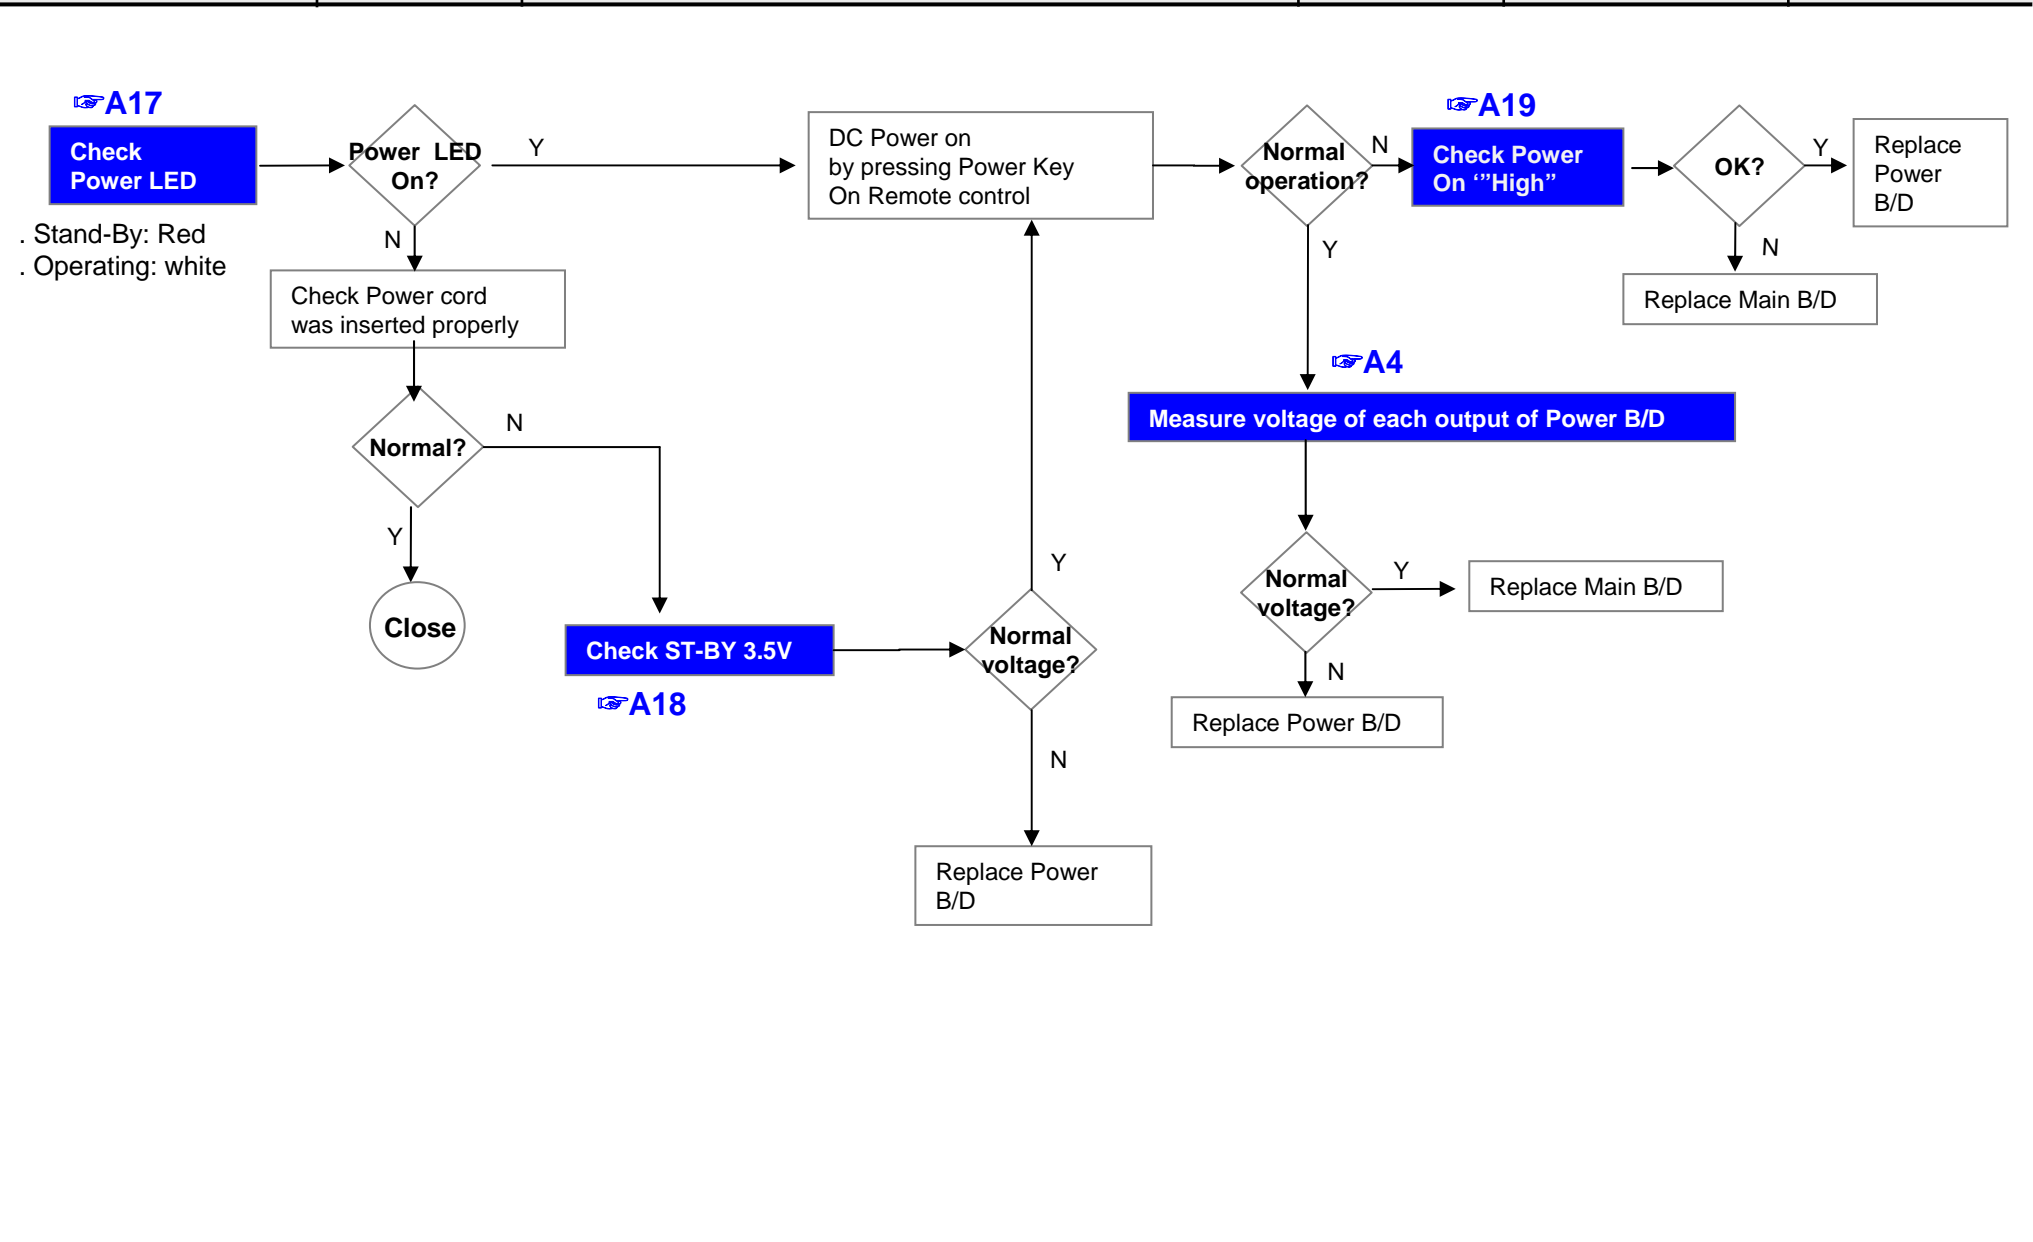 ☞A17
Check
Power LED
. Stand-By: Red
. Operating: white
Power LED
On?
Y
N
Check Power cord
was inserted properly
Normal?
N
Y
Close
Check ST-BY 3.5V
☞A18
Normal
voltage?
Y
N
Replace Power
B/D
DC Power on
by pressing Power Key
On Remote control
Normal
operation?
N
Y
☞A19
Check Power
On ‘”High”
OK?
Y
Replace
Power
B/D
N
Replace Main B/D
☞A4
Measure voltage of each output of Power B/D
Normal
voltage?
Y
Replace Main B/D
N
Replace Power B/D